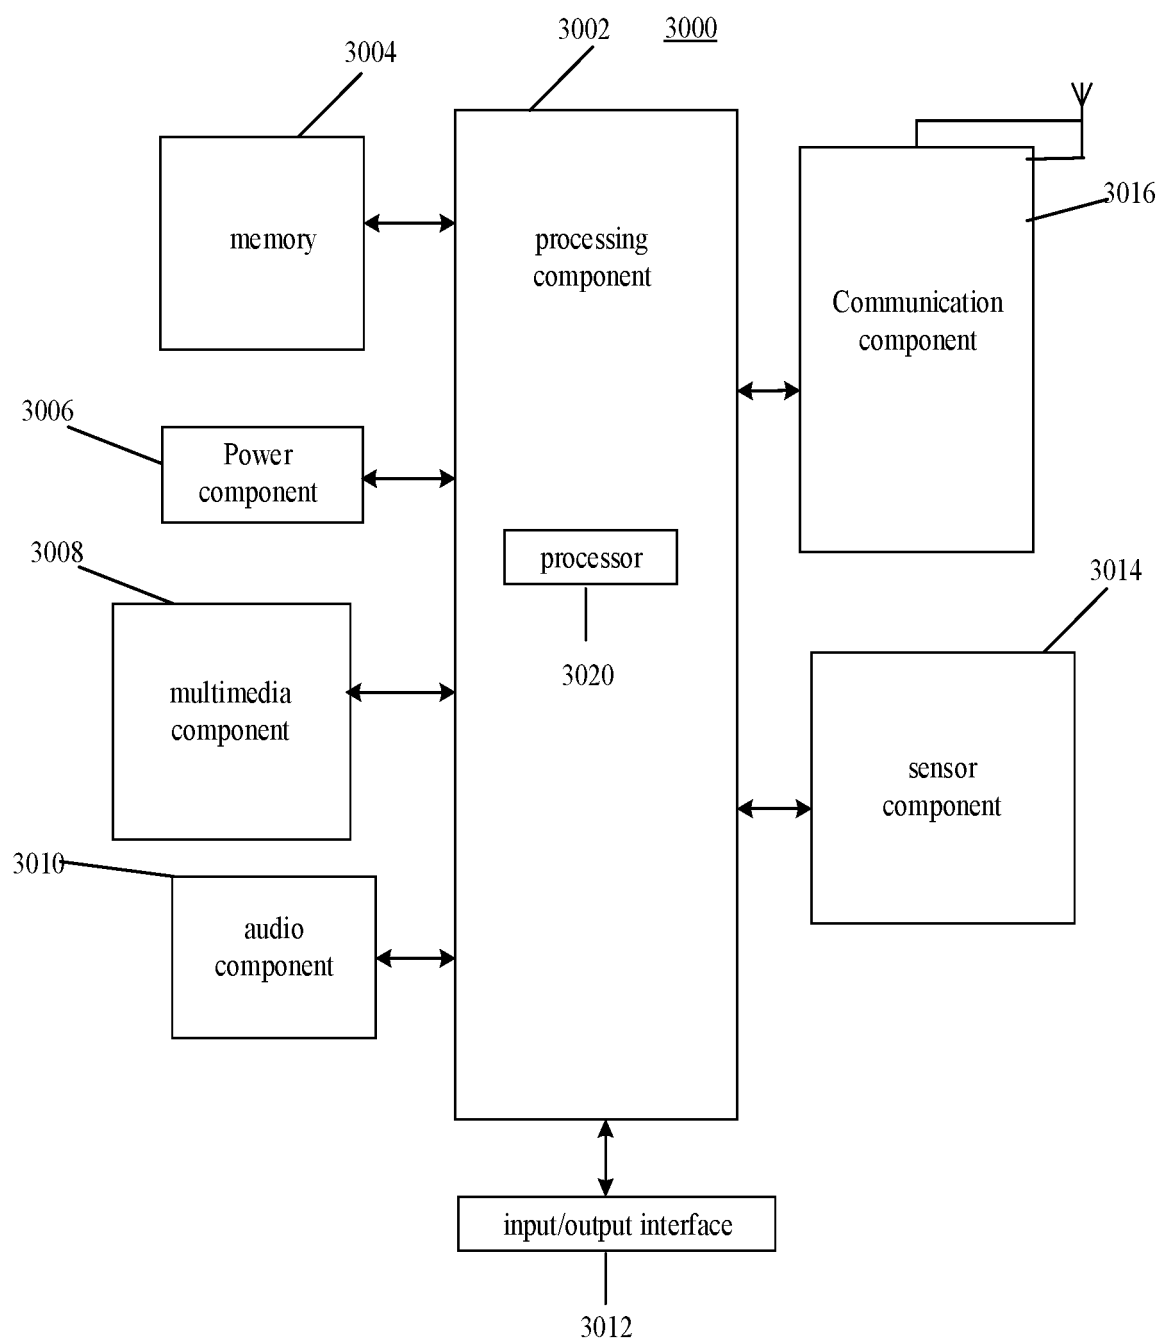 3002
3000
3004
3016
memory
processing
component
Communication
component
3006
Power
component
3008
processor
3014
3020
multimedia
component
sensor
component
3010
audio
component
input/output interface
3012